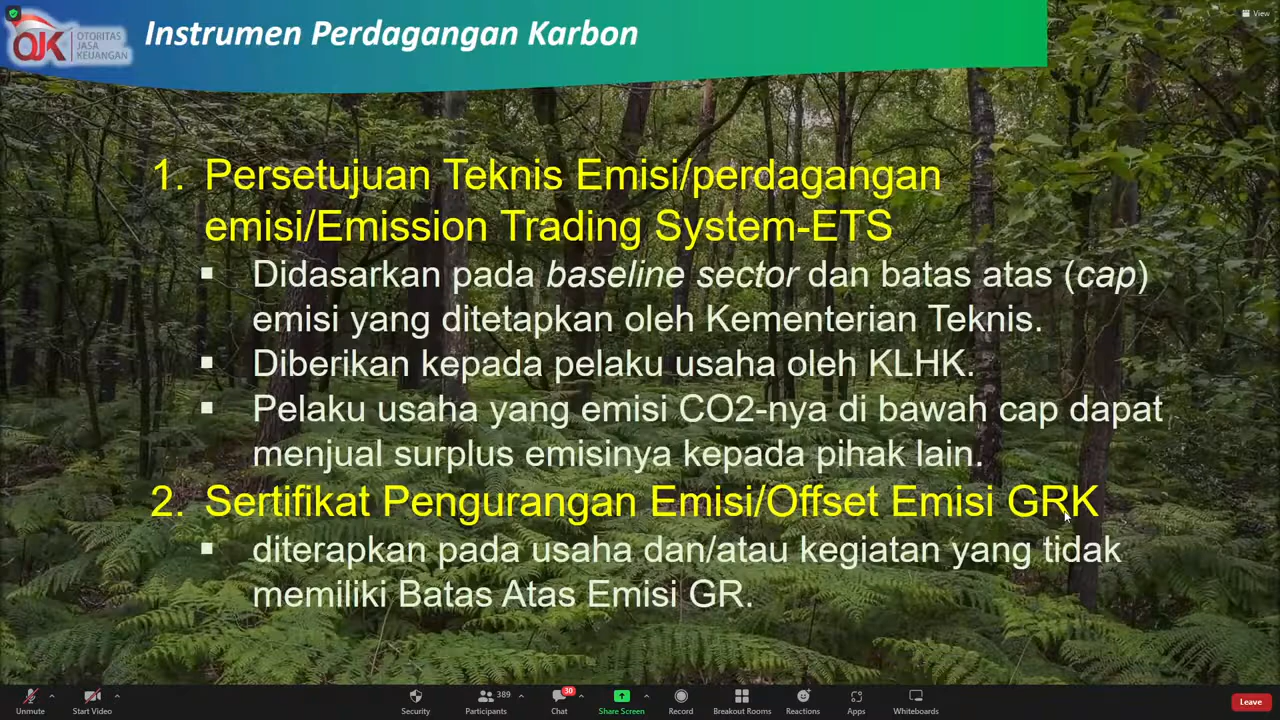 OJK OTORITAS
JASA
KEUANGAN
Instrumen Perdagangan Karbon
View
1. Persetujuan Teknis Emisi/perdagangan
emisi/Emission Trading System-ETS
▪ Didasarkan pada baseline sector dan batas atas (cap)
emisi yang ditetapkan oleh Kementerian Teknis.
▪ Diberikan kepada pelaku usaha oleh KLHK.
▪ Pelaku usaha yang emisi CO2-nya di bawah cap dapat
menjual surplus emisinya kepada pihak lain.
2. Sertifikat Pengurangan Emisi/Offset Emisi GRK
▪ diterapkan pada usaha dan/atau kegiatan yang tidak
memiliki Batas Atas Emisi GR.
389 30
Unmute Start Video Security Participants Chat Share Screen Record Breakout Rooms Reactions Apps Whiteboards Leave